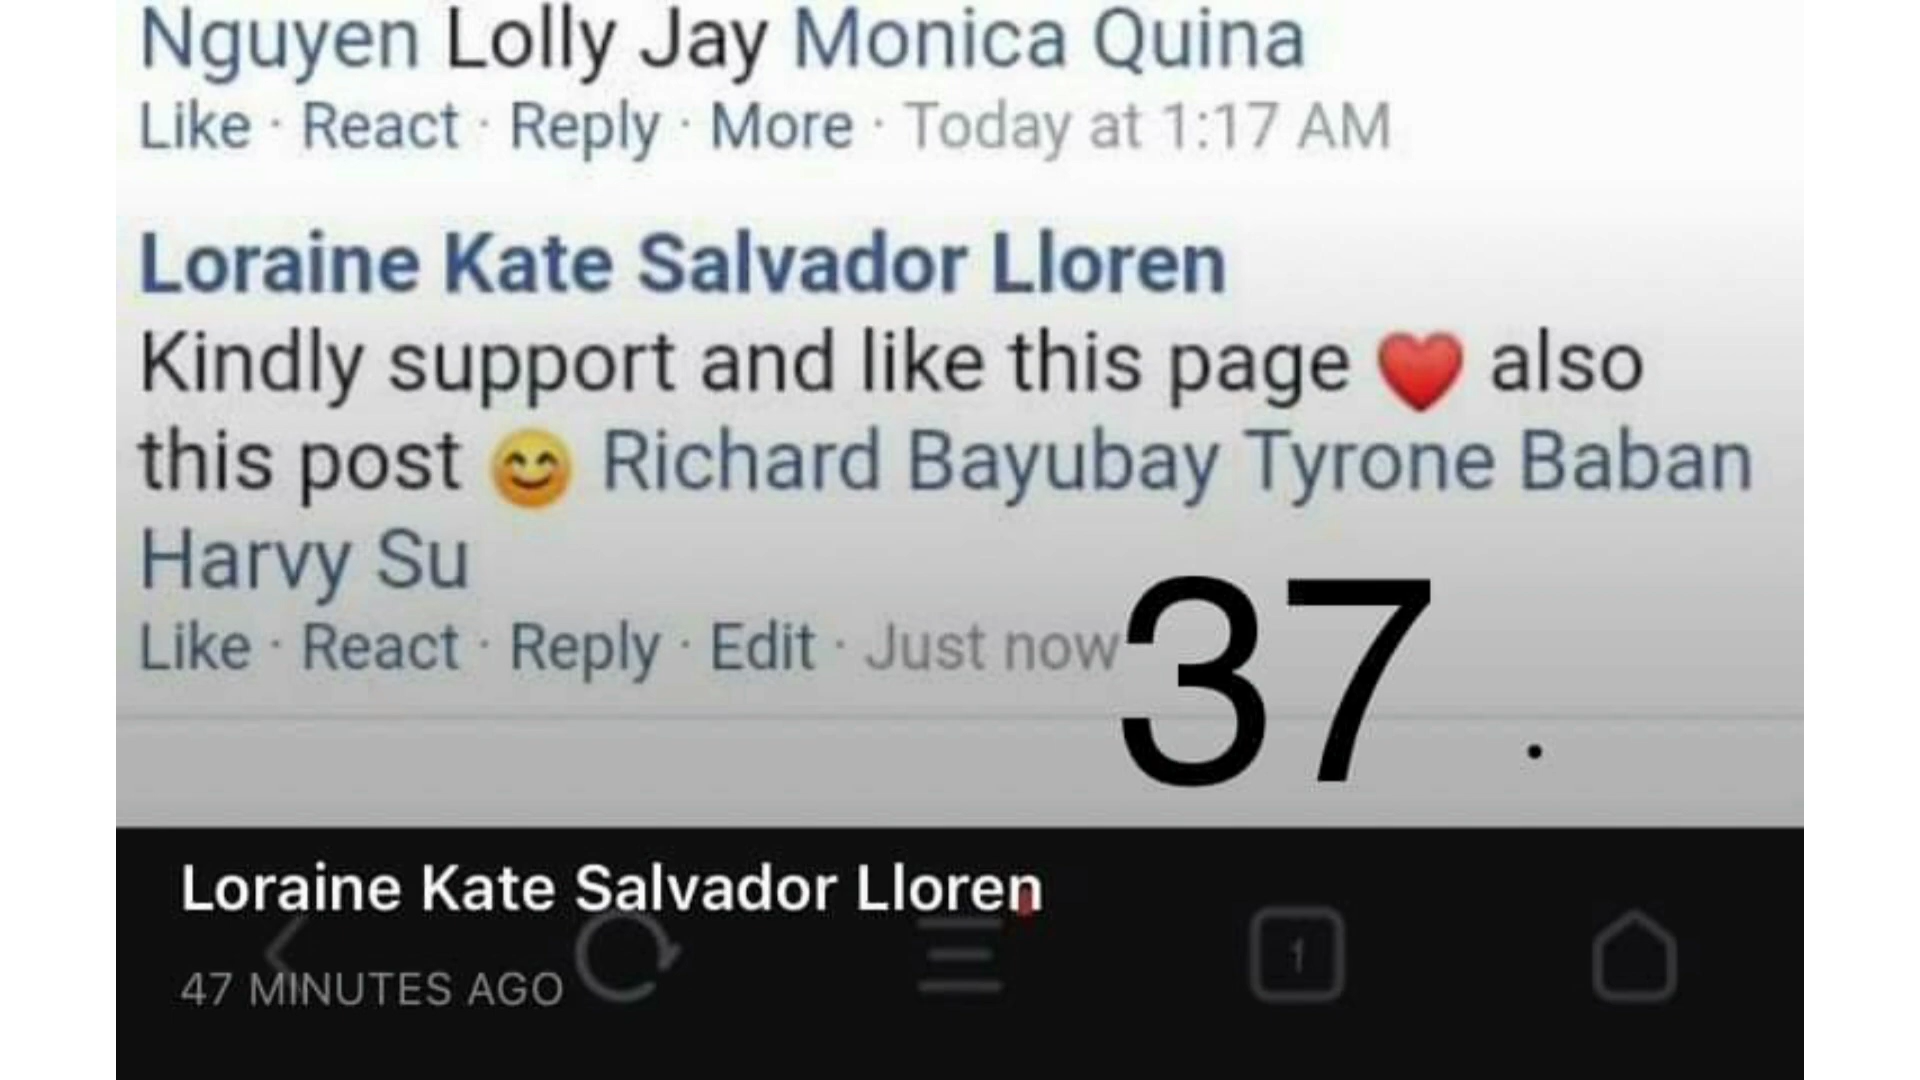 Nguyen Lolly Jay Monica Quina
Like · React · Reply · More · Today at 1:17 AM
Loraine Kate Salvador Lloren
Kindly support and like this page ❤️ also
this post 😊 Richard Bayubay Tyrone Baban
Harvy Su
Like · React · Reply · Edit · Just now
37 .
Loraine Kate Salvador Lloren
1
47 MINUTES AGO